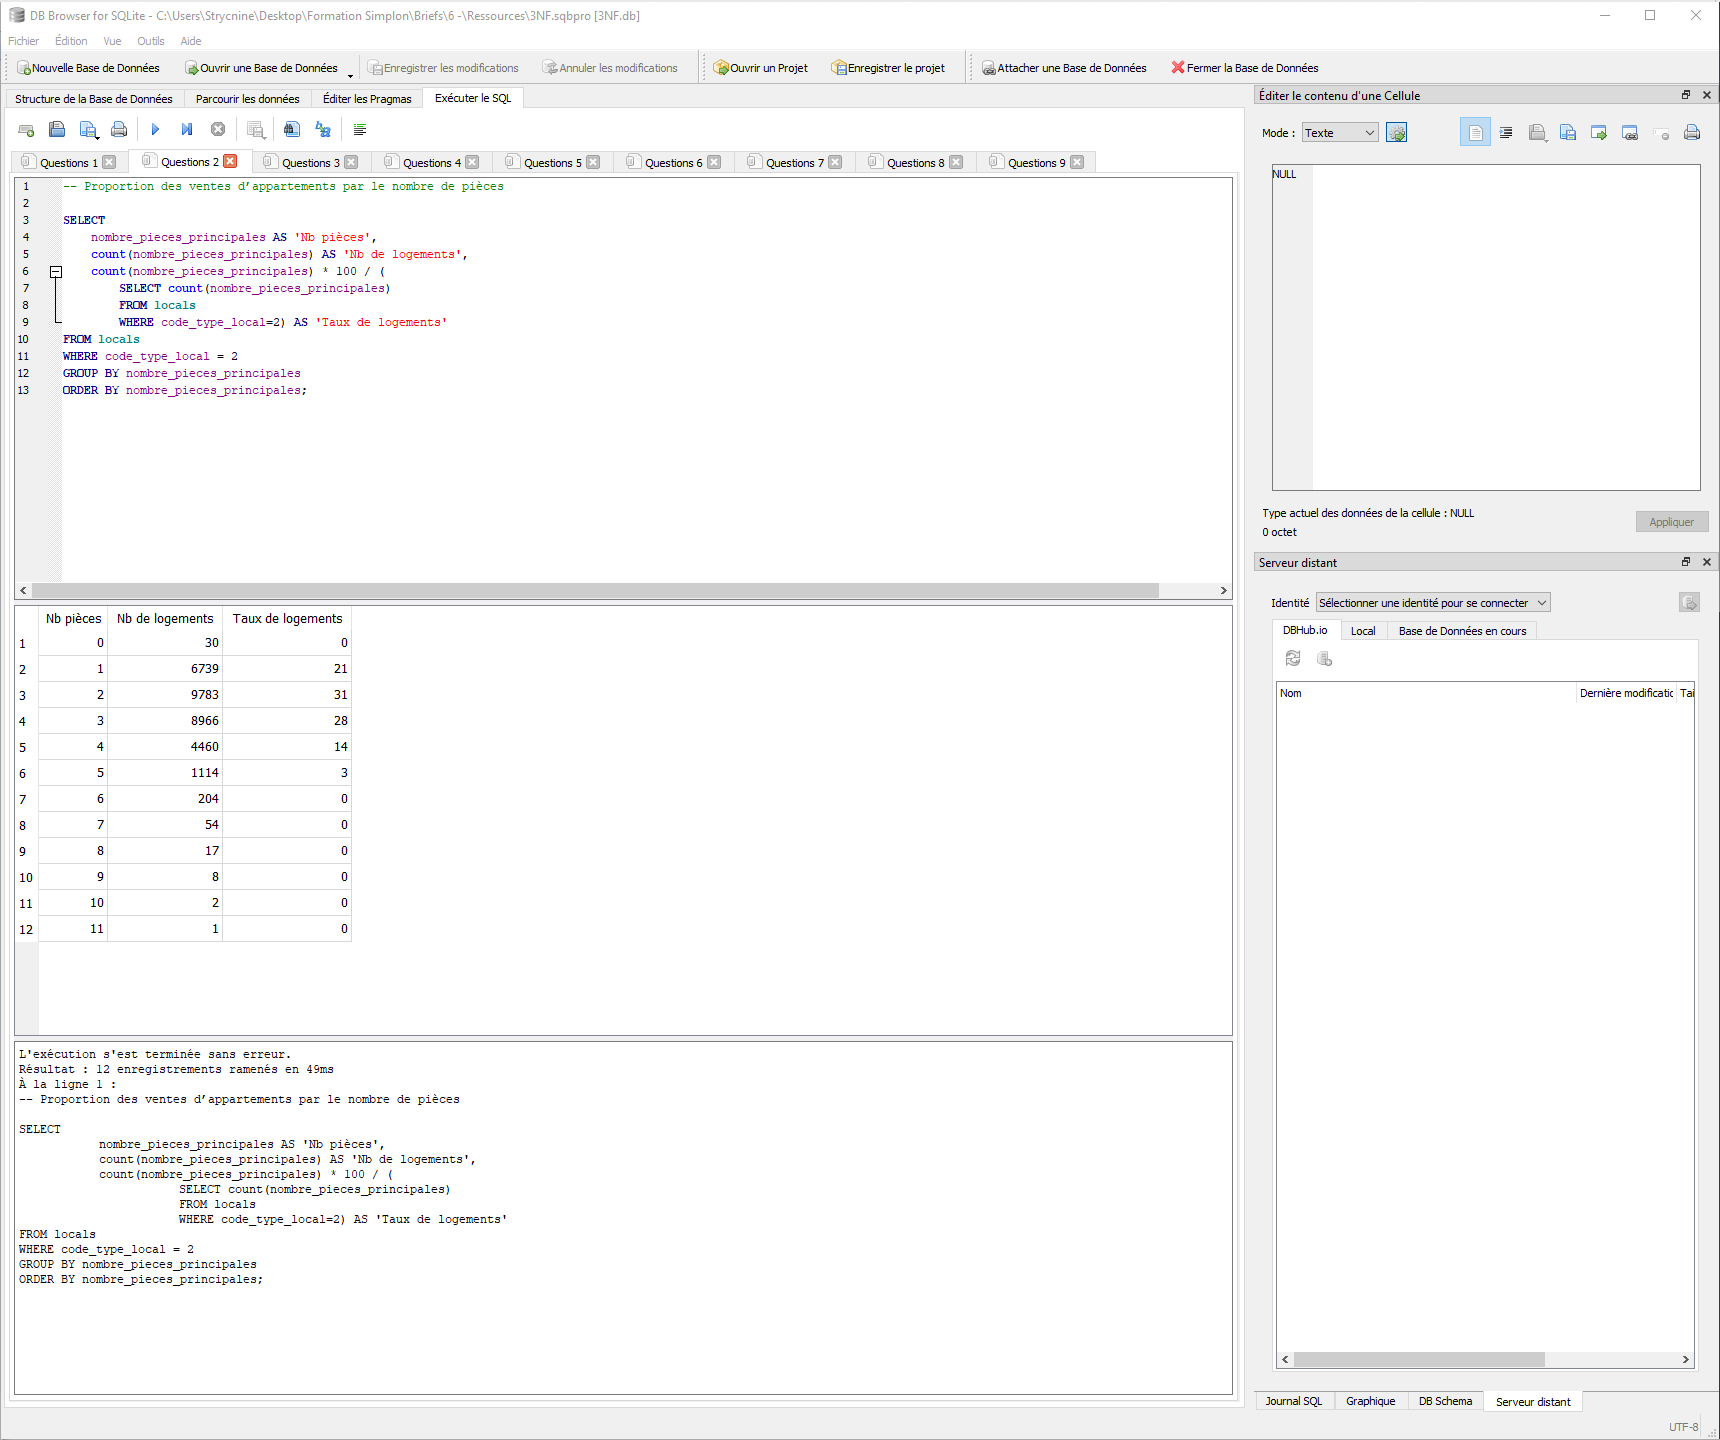 DB Browser for SQLite - C:\Users\Strycnine\Desktop\Formation Simplon\Briefs\6 -\Ressources\3NF.sqbpro [3NF.db]
Fichier Édition Vue Outils Aide
Nouvelle Base de Données Ouvrir une Base de Données Enregistrer les modifications Annuler les modifications Ouvrir un Projet Enregistrer le projet Attacher une Base de Données Fermer la Base de Données
Structure de la Base de Données Parcourir les données Éditer les Pragmas Exécuter le SQL
Questions 1 Questions 2 Questions 3 Questions 4 Questions 5 Questions 6 Questions 7 Questions 8 Questions 9
1 -- Proportion des ventes d’appartements par le nombre de pièces
2
3 SELECT
4 nombre_pieces_principales AS 'Nb pièces',
5 count(nombre_pieces_principales) AS 'Nb de logements',
6 count(nombre_pieces_principales) * 100 / (
7 SELECT count(nombre_pieces_principales)
8 FROM locals
9 WHERE code_type_local=2) AS 'Taux de logements'
10 FROM locals
11 WHERE code_type_local = 2
12 GROUP BY nombre_pieces_principales
13 ORDER BY nombre_pieces_principales;
Nb pièces Nb de logements Taux de logements
1 0 30 0
2 1 6739 21
3 2 9783 31
4 3 8966 28
5 4 4460 14
6 5 1114 3
7 6 204 0
8 7 54 0
9 8 17 0
10 9 8 0
11 10 2 0
12 11 1 0
L'exécution s'est terminée sans erreur.
Résultat : 12 enregistrements ramenés en 49ms
À la ligne 1 :
-- Proportion des ventes d’appartements par le nombre de pièces
SELECT
nombre_pieces_principales AS 'Nb pièces',
count(nombre_pieces_principales) AS 'Nb de logements',
count(nombre_pieces_principales) * 100 / (
SELECT count(nombre_pieces_principales)
FROM locals
WHERE code_type_local=2) AS 'Taux de logements'
FROM locals
WHERE code_type_local = 2
GROUP BY nombre_pieces_principales
ORDER BY nombre_pieces_principales;
Éditer le contenu d'une Cellule
Mode : Texte
NULL
Type actuel des données de la cellule : NULL
0 octet
Appliquer
Serveur distant
Identité Sélectionner une identité pour se connecter
DBHub.io Local Base de Données en cours
Nom Dernière modificatic Tai
Journal SQL Graphique DB Schema Serveur distant
UTF-8